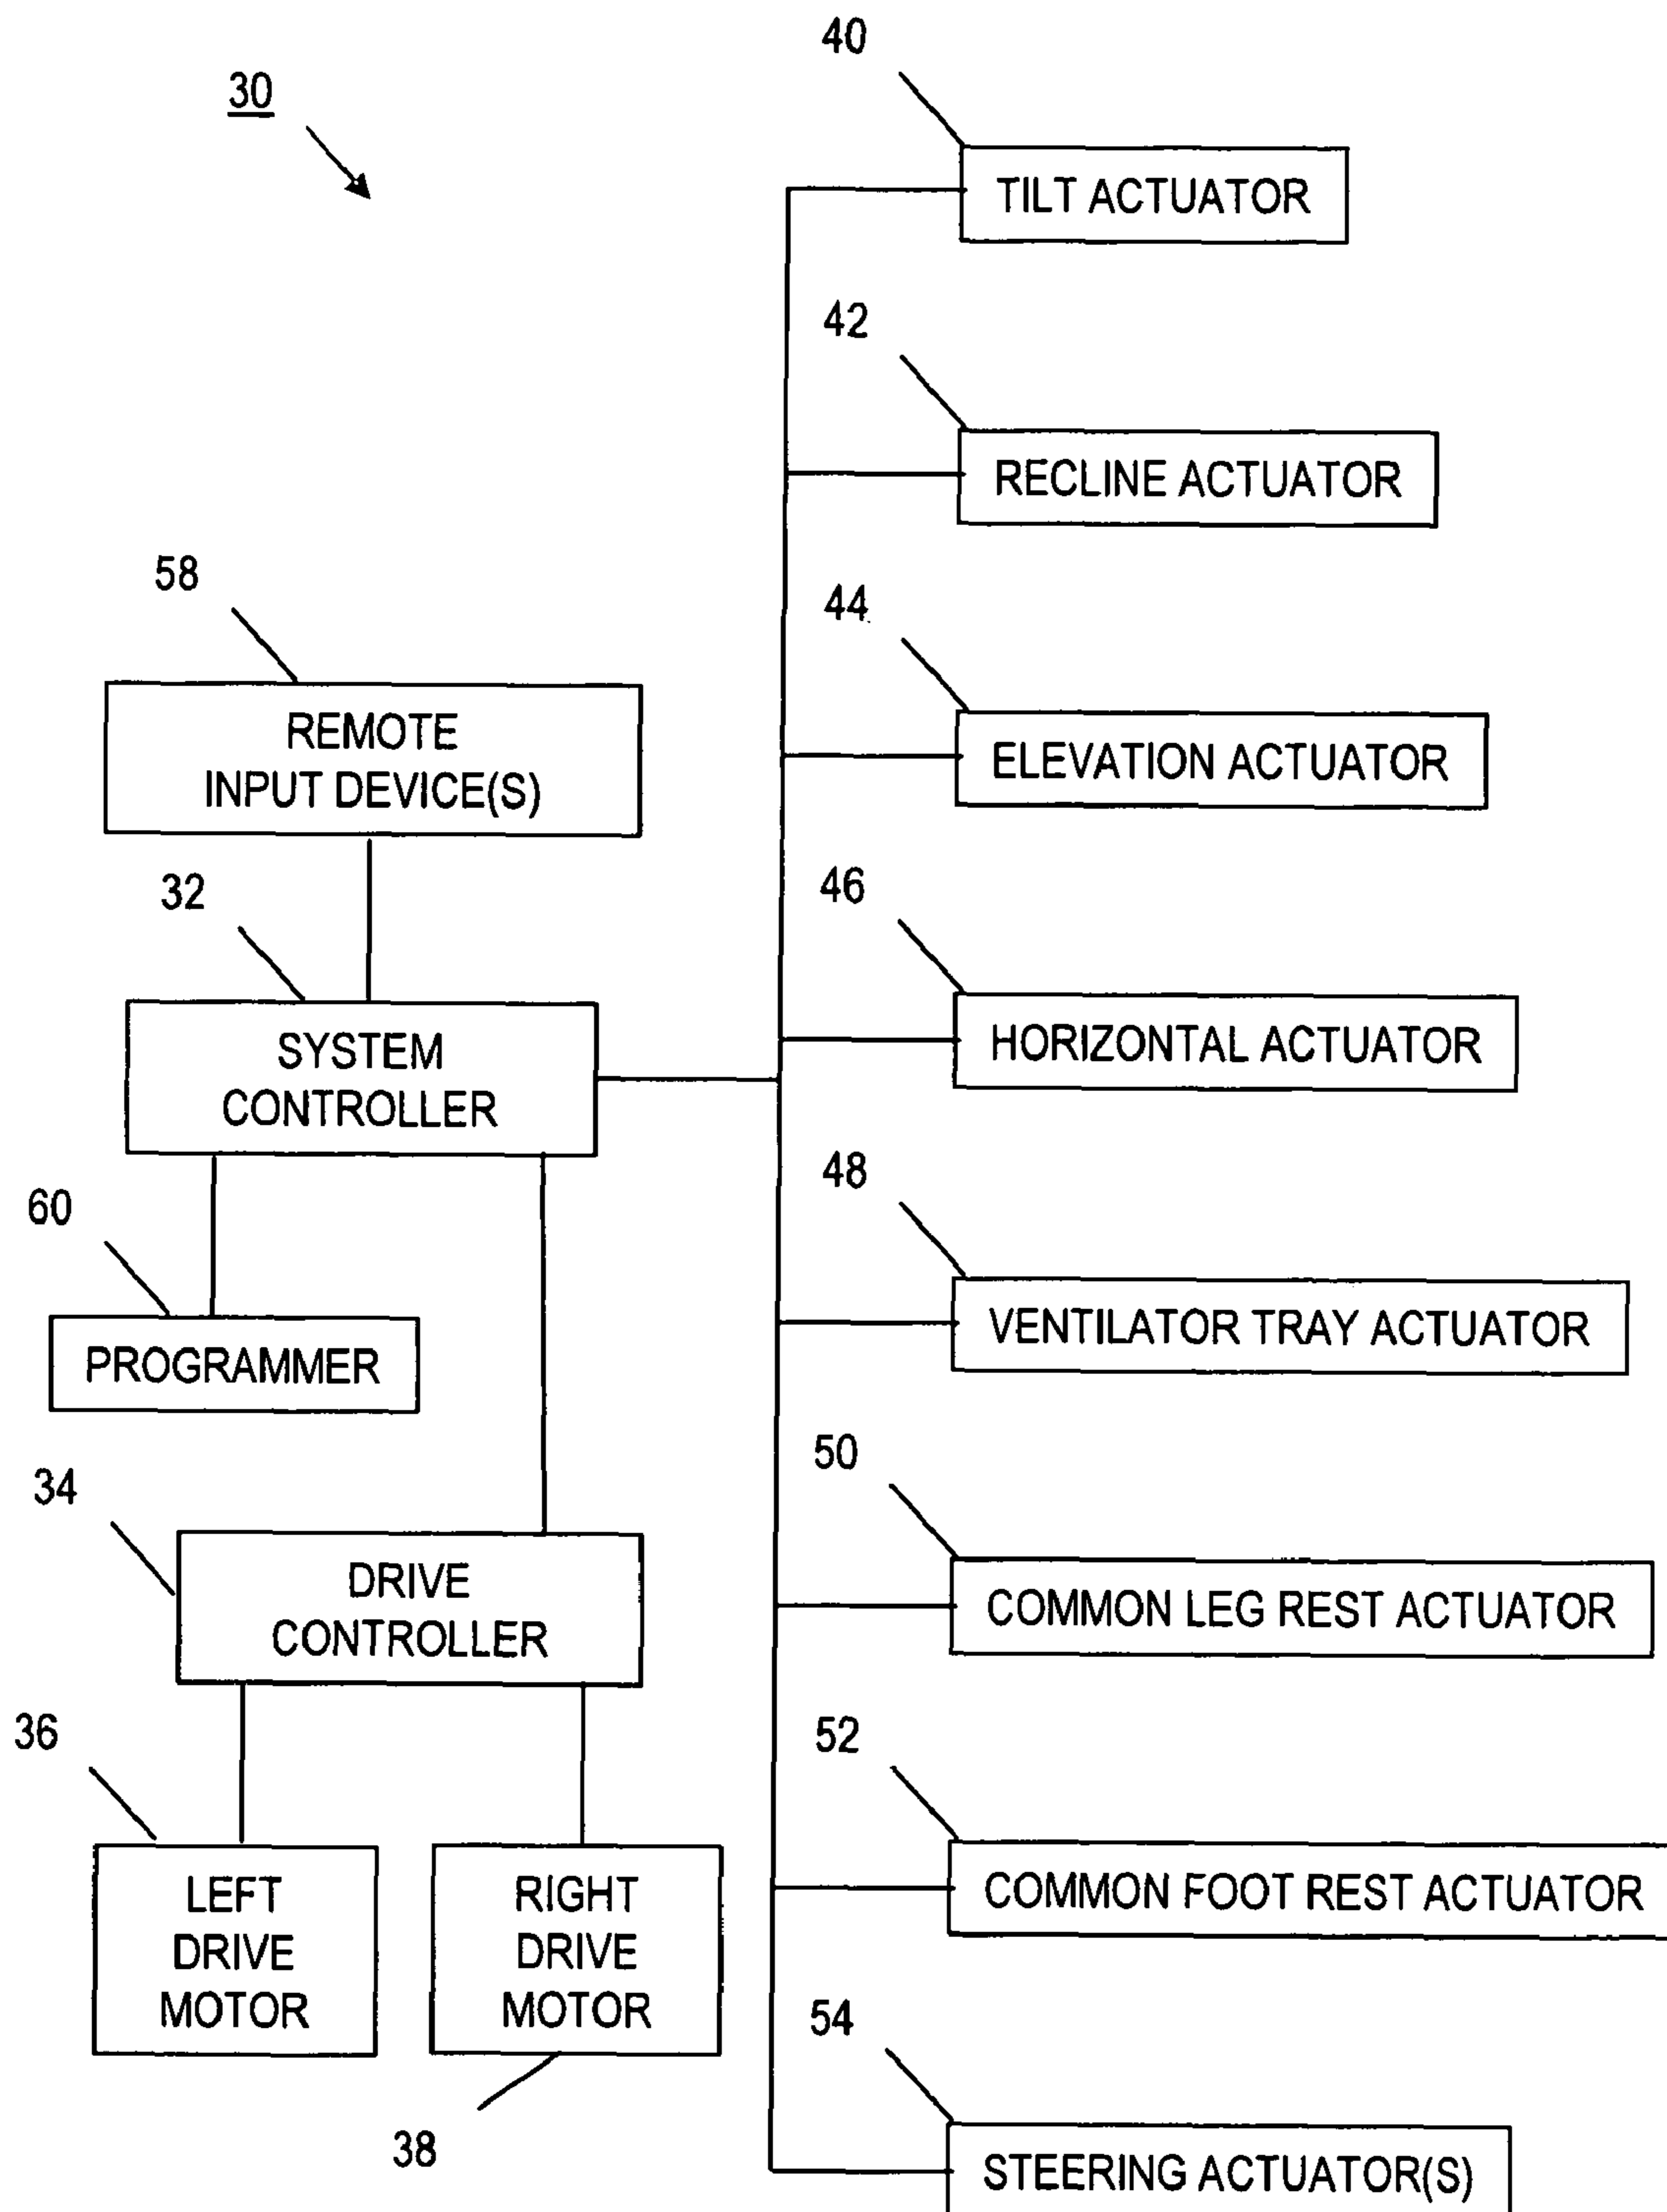 30
40
TILT ACTUATOR
42
RECLINE ACTUATOR
58
44
REMOTE
INPUT DEVICE(S)
ELEVATION ACTUATOR
32
46
SYSTEM
CONTROLLER
HORIZONTAL ACTUATOR
60
48
PROGRAMMER
VENTILATOR TRAY ACTUATOR
34
50
DRIVE
CONTROLLER
COMMON LEG REST ACTUATOR
36
52
LEFT
DRIVE
MOTOR
RIGHT
DRIVE
MOTOR
COMMON FOOT REST ACTUATOR
38
54
STEERING ACTUATOR(S)